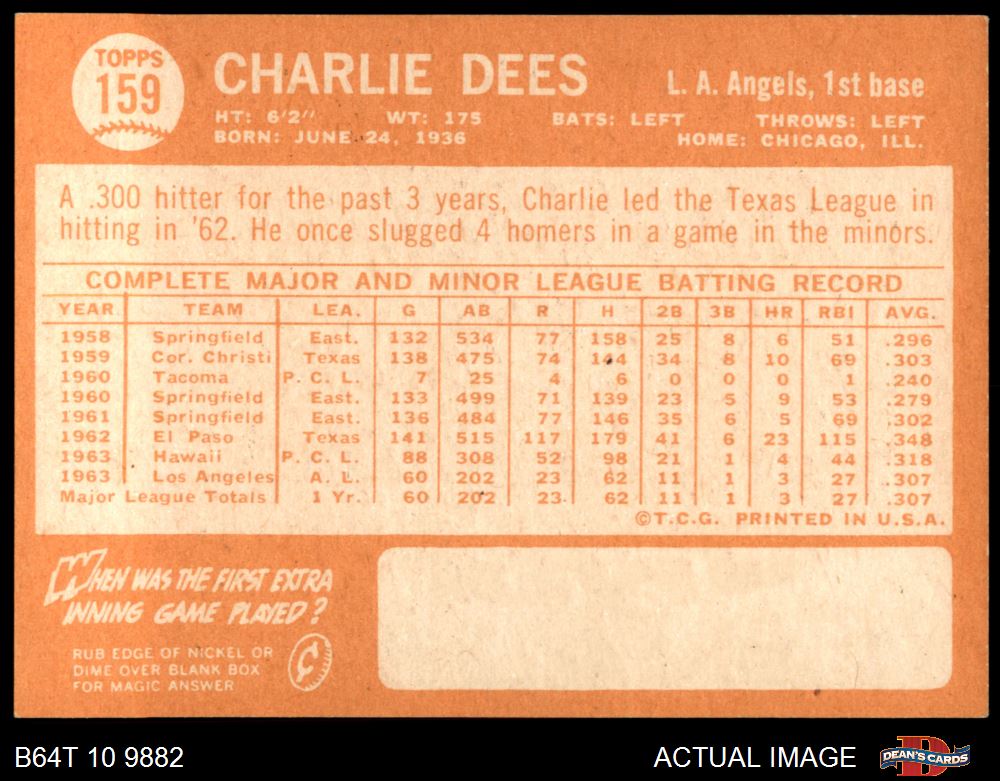 TOPPS
159
CHARLIE DEES
L. A. Angels, 1st base
HT: 6'2" WT: 175 BATS: LEFT THROWS: LEFT
BORN: JUNE 24, 1936 HOME: CHICAGO, ILL.
A .300 hitter for the past 3 years, Charlie led the Texas League in
hitting in '62. He once slugged 4 homers in a game in the minors.
COMPLETE MAJOR AND MINOR LEAGUE BATTING RECORD
YEAR TEAM LEA. G AB R H 2B 3B HR RBI AVG.
1958 Springfield East. 132 534 77 158 25 8 6 51 .296
1959 Cor. Christi Texas 138 475 74 144 34 8 10 69 .303
1960 Tacoma P. C. L. 7 25 4 6 0 0 0 1 .240
1960 Springfield East. 133 499 71 139 23 5 9 53 .279
1961 Springfield East. 136 484 77 146 35 6 5 69 .302
1962 El Paso Texas 141 515 117 179 41 6 23 115 .348
1963 Hawaii P. C. L. 88 308 52 98 21 1 4 44 .318
1963 Los Angeles A. L. 60 202 23 62 11 1 3 27 .307
Major League Totals 1 Yr. 60 202 23 62 11 1 3 27 .307
©T.C.G. PRINTED IN U.S.A.
WHEN WAS THE FIRST EXTRA
INNING GAME PLAYED?
RUB EDGE OF NICKEL OR
DIME OVER BLANK BOX
FOR MAGIC ANSWER
¢
B64T 10 9882
ACTUAL IMAGE
DEAN'S CARDS